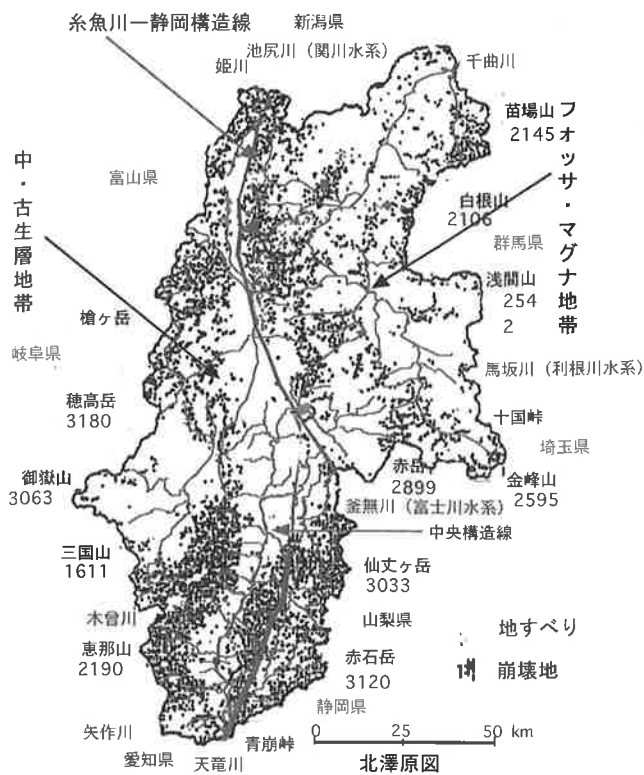 糸魚川―静岡構造線
新潟県
池尻川（関川水系）
姫川
千曲川
苗場山
2145
フォッサ・マグナ地帯
中・古生層地帯
富山県
白根山
2106
群馬県
浅間山
254
2
槍ヶ岳
岐阜県
馬坂川（利根川水系）
穂高岳
3180
十国峠
埼玉県
御嶽山
3063
赤岳
2899
金峰山
2595
釜無川（富士川水系）
中央構造線
三国山
1611
仙丈ヶ岳
3033
木曾川
山梨県
地すべり
恵那山
2190
赤石岳
3120
崩壊地
静岡県
矢作川
青崩峠
0 25 50 km
愛知県
天竜川
北澤原図